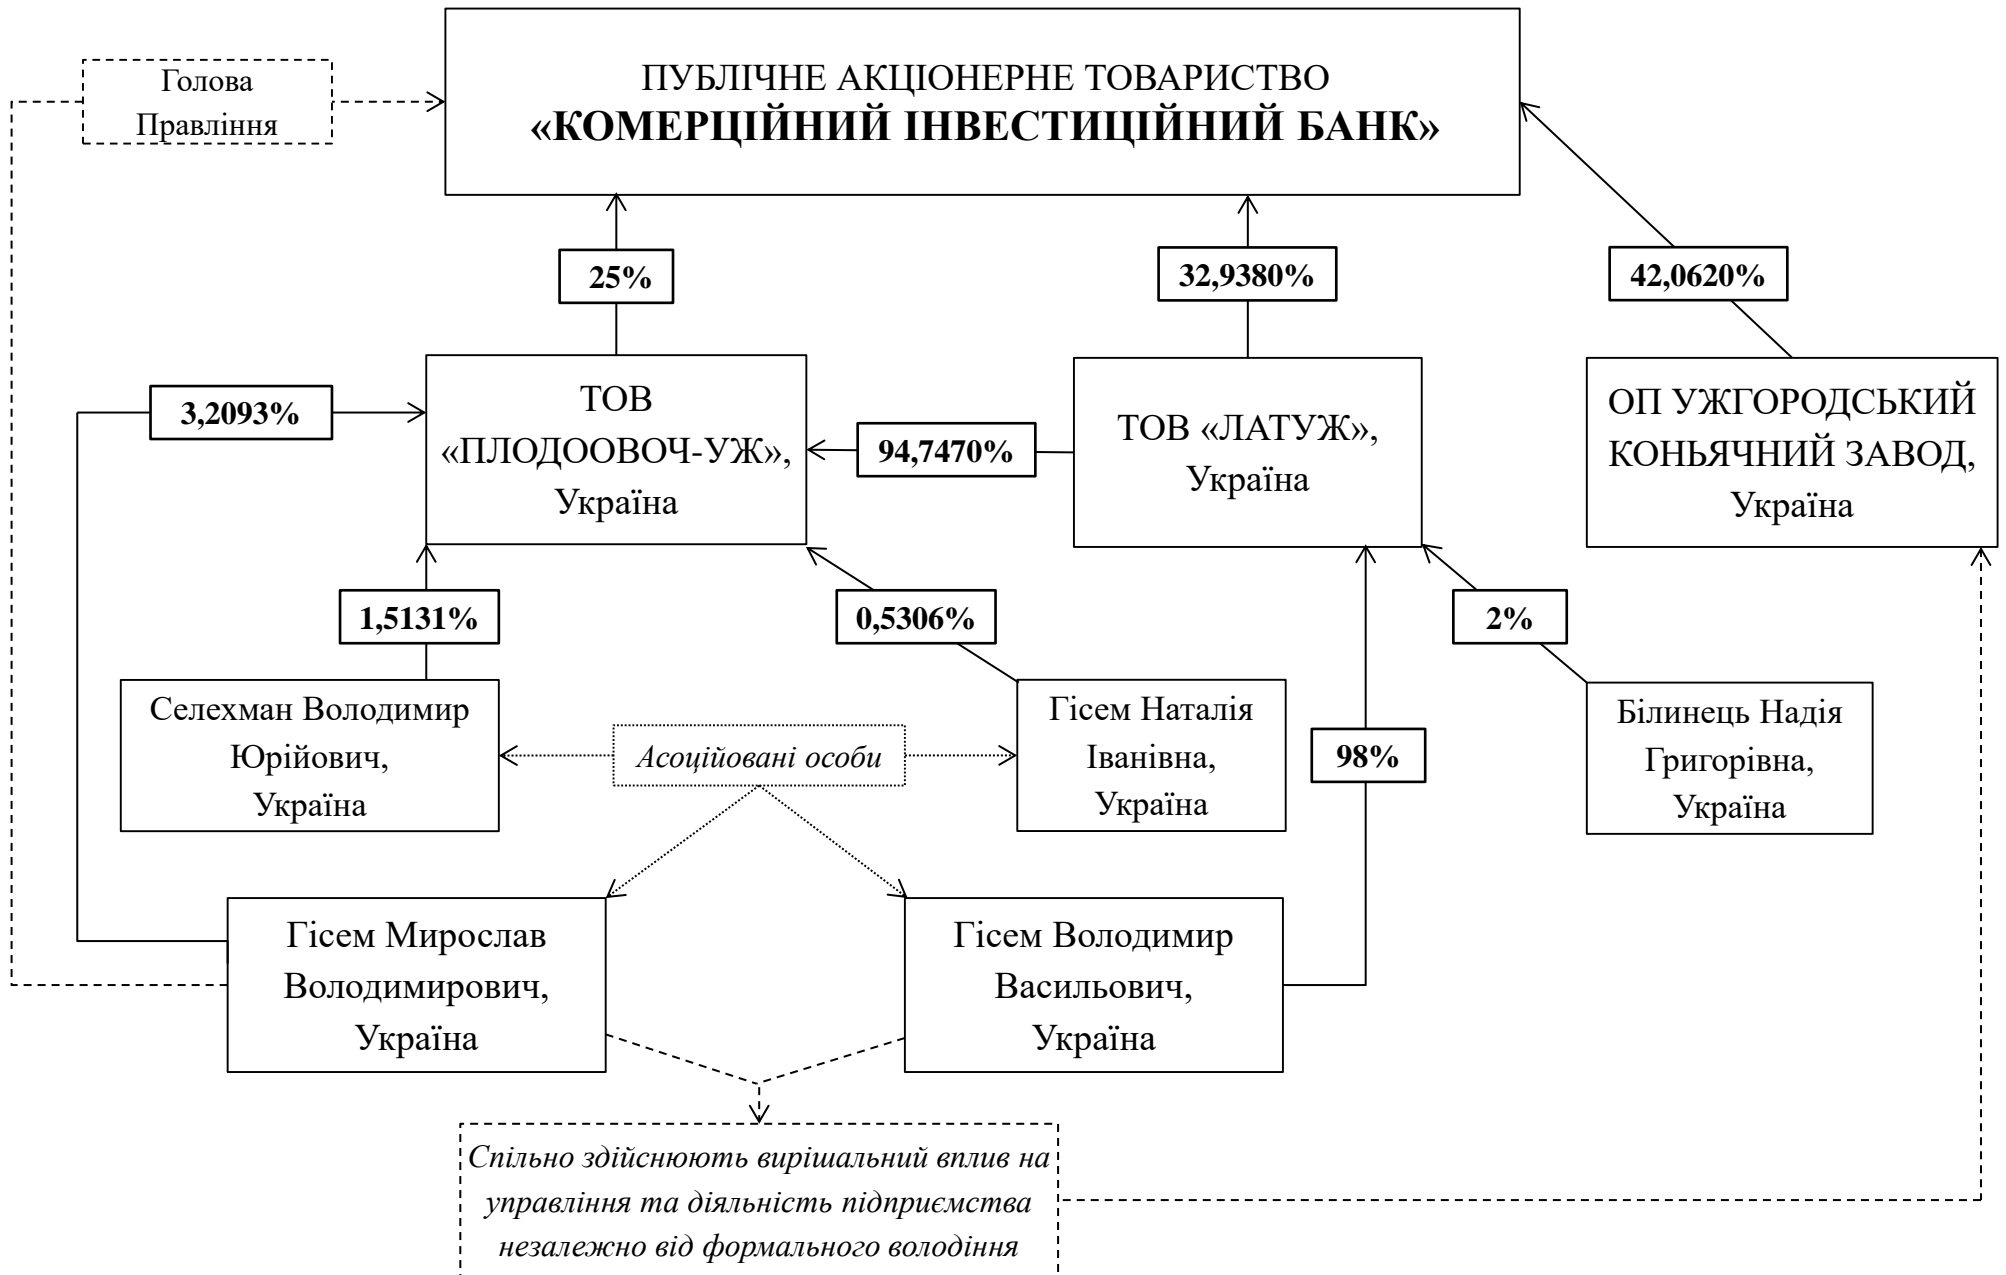 Голова
Правління
ПУБЛІЧНЕ АКЦІОНЕРНЕ ТОВАРИСТВО
«КОМЕРЦІЙНИЙ ІНВЕСТИЦІЙНИЙ БАНК»
25%
32,9380%
42,0620%
3,2093%
ТОВ
«ПЛОДООВОЧ-УЖ»,
Україна
94,7470%
ТОВ «ЛАТУЖ»,
Україна
ОП УЖГОРОДСЬКИЙ
КОНЬЯЧНИЙ ЗАВОД,
Україна
1,5131%
0,5306%
2%
Селехман Володимир
Юрійович,
Україна
Асоційовані особи
Гісем Наталія
Іванівна,
Україна
98%
Білинець Надія
Григорівна,
Україна
Гісем Мирослав
Володимирович,
Україна
Гісем Володимир
Васильович,
Україна
Спільно здійснюють вирішальний вплив на
управління та діяльність підприємства
незалежно від формального володіння